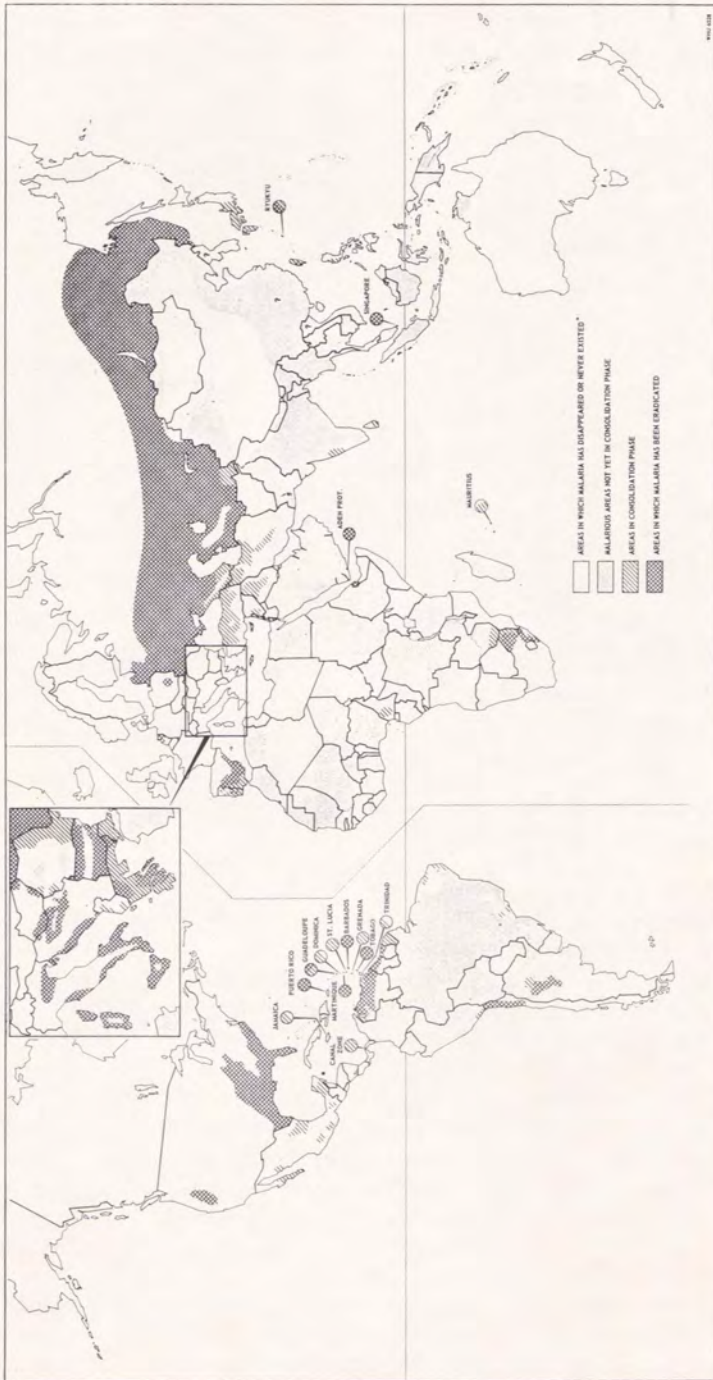 JAMAICA
PUERTO RICO
GUADELOUPE
DOMINICA
ST. LUCIA
MARTINIQUE
BARBADOS
GRENADA
TOBAGO
TRINIDAD
CANAL
ZONE
RYUKYU
SINGAPORE
ADEN PROT.
MAURITIUS
AREAS IN WHICH MALARIA HAS DISAPPEARED OR NEVER EXISTED*
MALARIOUS AREAS NOT YET IN CONSOLIDATION PHASE
AREAS IN CONSOLIDATION PHASE
AREAS IN WHICH MALARIA HAS BEEN ERADICATED